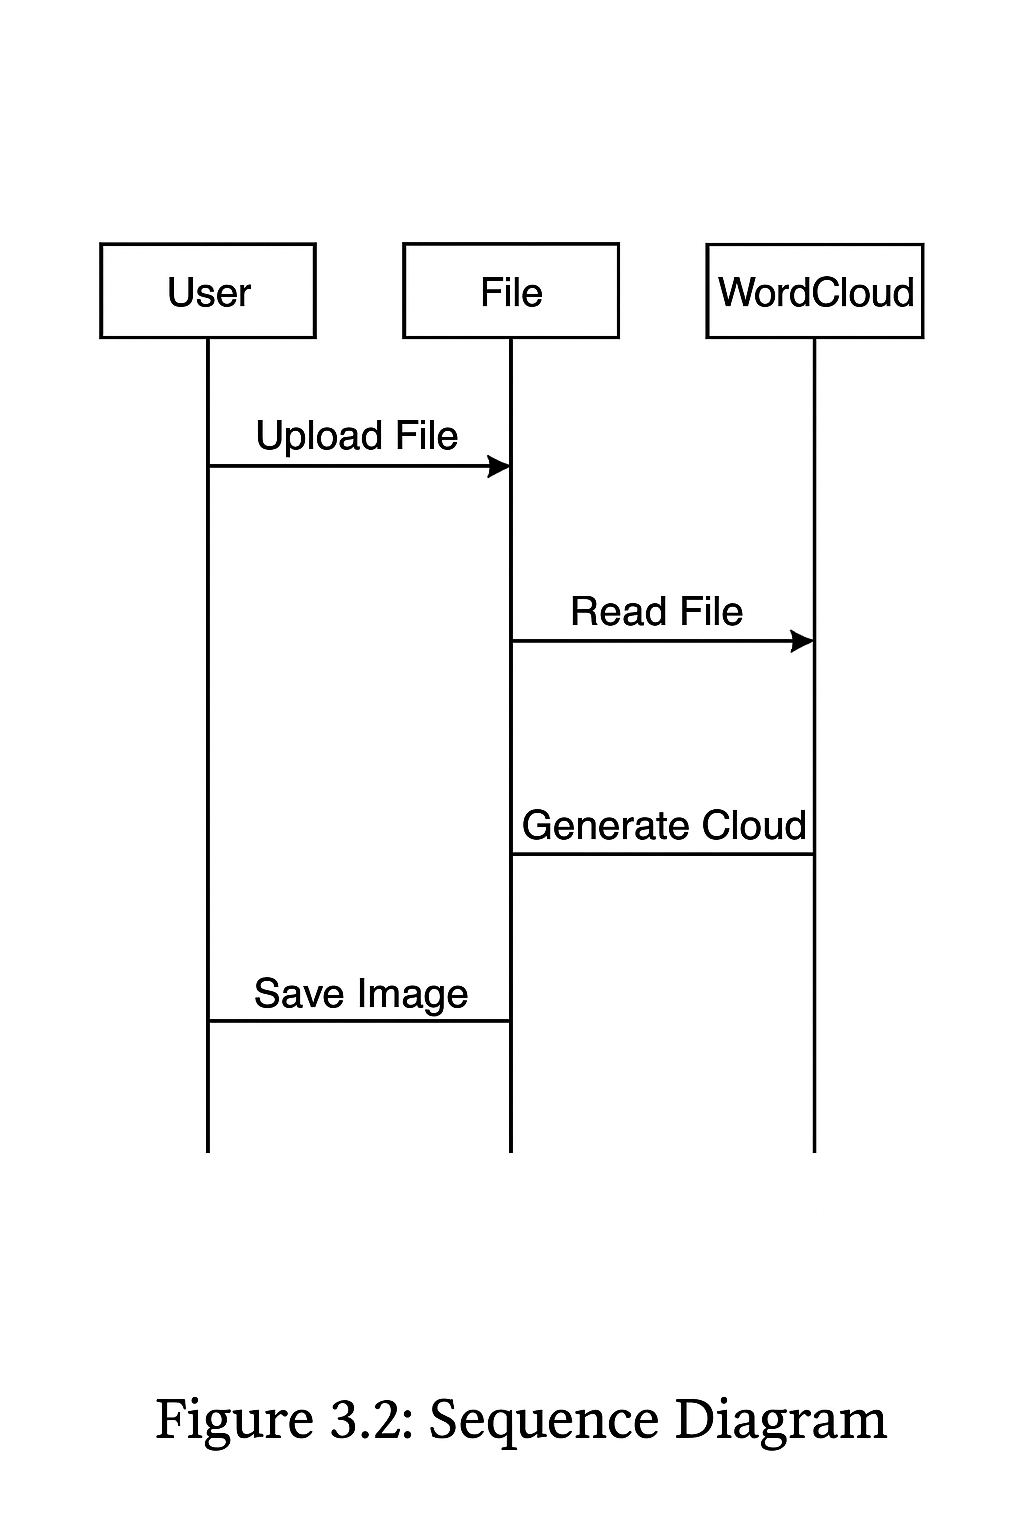 User
File
WordCloud
Upload File
Read File
Generate Cloud
Save Image
Figure 3.2: Sequence Diagram